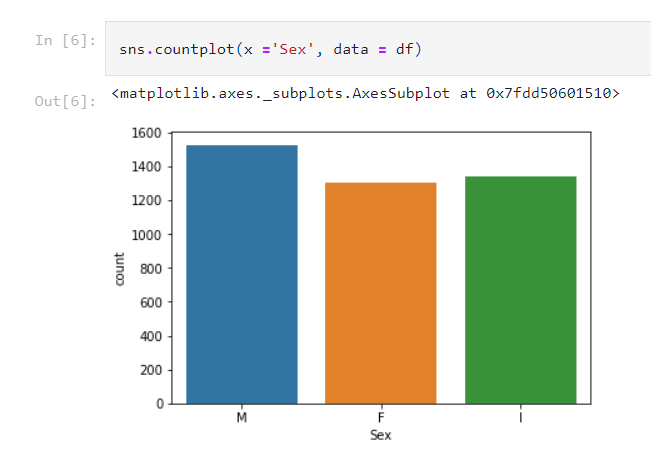 In [6]:
sns.countplot(x ='Sex', data = df)
Out[6]:
<matplotlib.axes._subplots.AxesSubplot at 0x7fdd50601510>
1600
1400
1200
1000
800
600
400
200
0
count
M F I
Sex